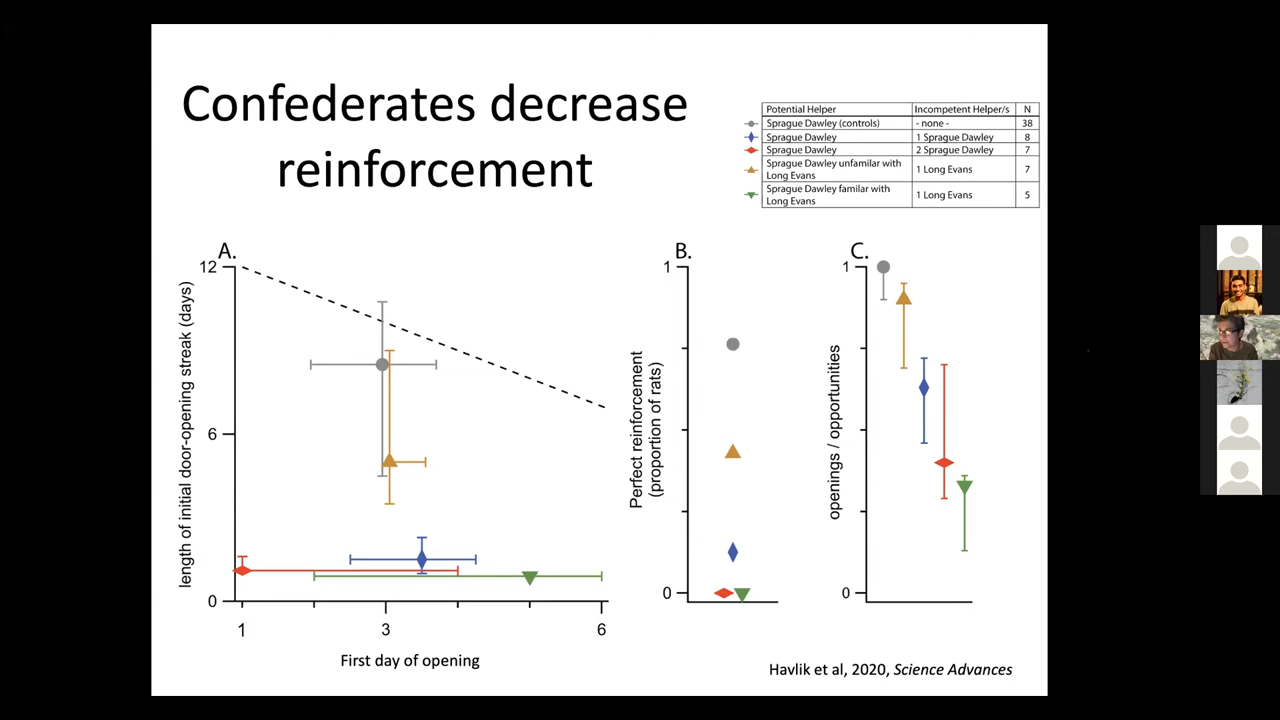 Confederates decrease
reinforcement
Potential Helper Incompetent Helper/s N
Sprague Dawley (controls) - none - 38
Sprague Dawley 1 Sprague Dawley 8
Sprague Dawley 2 Sprague Dawley 7
Sprague Dawley unfamilar with
Long Evans 1 Long Evans 7
Sprague Dawley familar with
Long Evans 1 Long Evans 5
A.
length of initial door-opening streak (days)
12
6
0
1 3 6
First day of opening
B.
Perfect reinforcement
(proportion of rats)
1
0
C.
openings / opportunities
1
0
Havlik et al, 2020, Science Advances